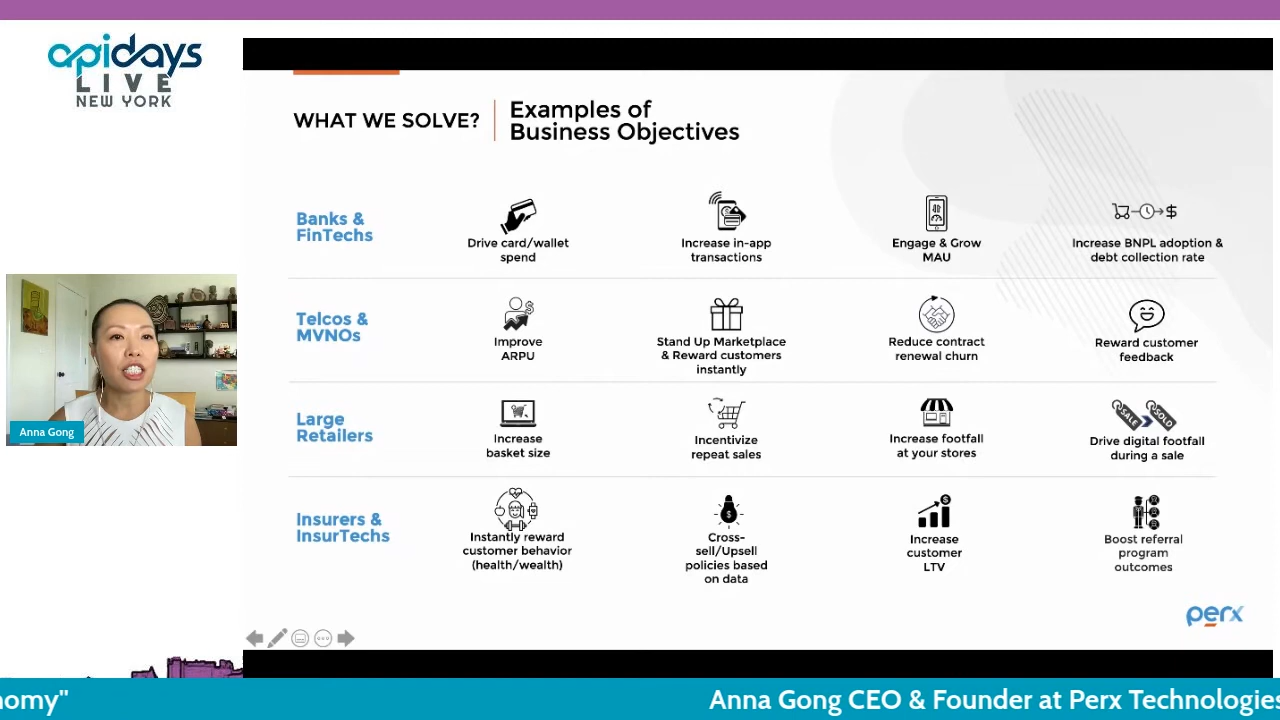 apidays
LIVE
NEW YORK
WHAT WE SOLVE?
Examples of
Business Objectives
Banks &
FinTechs
Drive card/wallet
spend
Increase in-app
transactions
Engage & Grow
MAU
Increase BNPL adoption &
debt collection rate
Telcos &
MVNOs
Improve
ARPU
Stand Up Marketplace
& Reward customers
instantly
Reduce contract
renewal churn
Reward customer
feedback
Large
Retailers
Increase
basket size
Incentivize
repeat sales
Increase footfall
at your stores
SALE
SOLD
Drive digital footfall
during a sale
Insurers &
InsurTechs
Instantly reward
customer behavior
(health/wealth)
Cross-
sell/Upsell
policies based
on data
Increase
customer
LTV
Boost referral
program
outcomes
perx
Anna Gong
nomy"
Anna Gong CEO & Founder at Perx Technologies